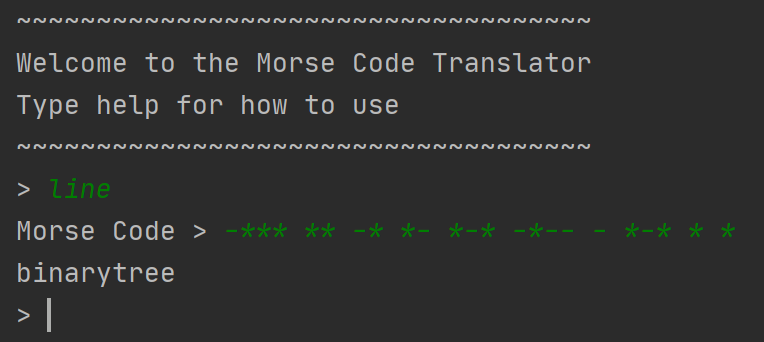 ~~~~~~~~~~~~~~~~~~~~~~~~~~~~~~~~~~~~
Welcome to the Morse Code Translator
Type help for how to use
~~~~~~~~~~~~~~~~~~~~~~~~~~~~~~~~~~~~
> line
Morse Code > -*** ** -* *- *-* -*-- - *-* * *
binarytree
>